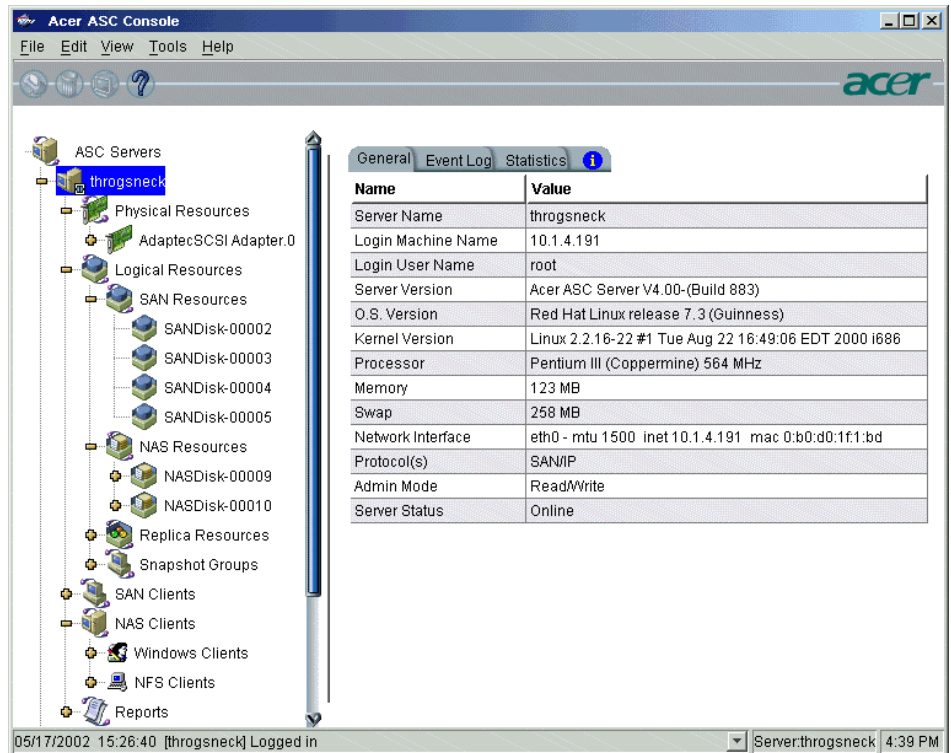 Acer ASC Console
File Edit View Tools Help
acer
ASC Servers
throgsneck
Physical Resources
AdaptecSCSI Adapter.0
Logical Resources
SAN Resources
SANDisk-00002
SANDisk-00003
SANDisk-00004
SANDisk-00005
NAS Resources
NASDisk-00009
NASDisk-00010
Replica Resources
Snapshot Groups
SAN Clients
NAS Clients
Windows Clients
NFS Clients
Reports
General Event Log Statistics i
Name Value
Server Name throgsneck
Login Machine Name 10.1.4.191
Login User Name root
Server Version Acer ASC Server V4.00-(Build 883)
O.S. Version Red Hat Linux release 7.3 (Guinness)
Kernel Version Linux 2.2.16-22 #1 Tue Aug 22 16:49:06 EDT 2000 i686
Processor Pentium III (Coppermine) 564 MHz
Memory 123 MB
Swap 258 MB
Network Interface eth0 - mtu 1500 inet 10.1.4.191 mac 0:b0:d0:1f:1:bd
Protocol(s) SAN/IP
Admin Mode Read/Write
Server Status Online
05/17/2002 15:26:40 [throgsneck] Logged in
Server:throgsneck 4:39 PM